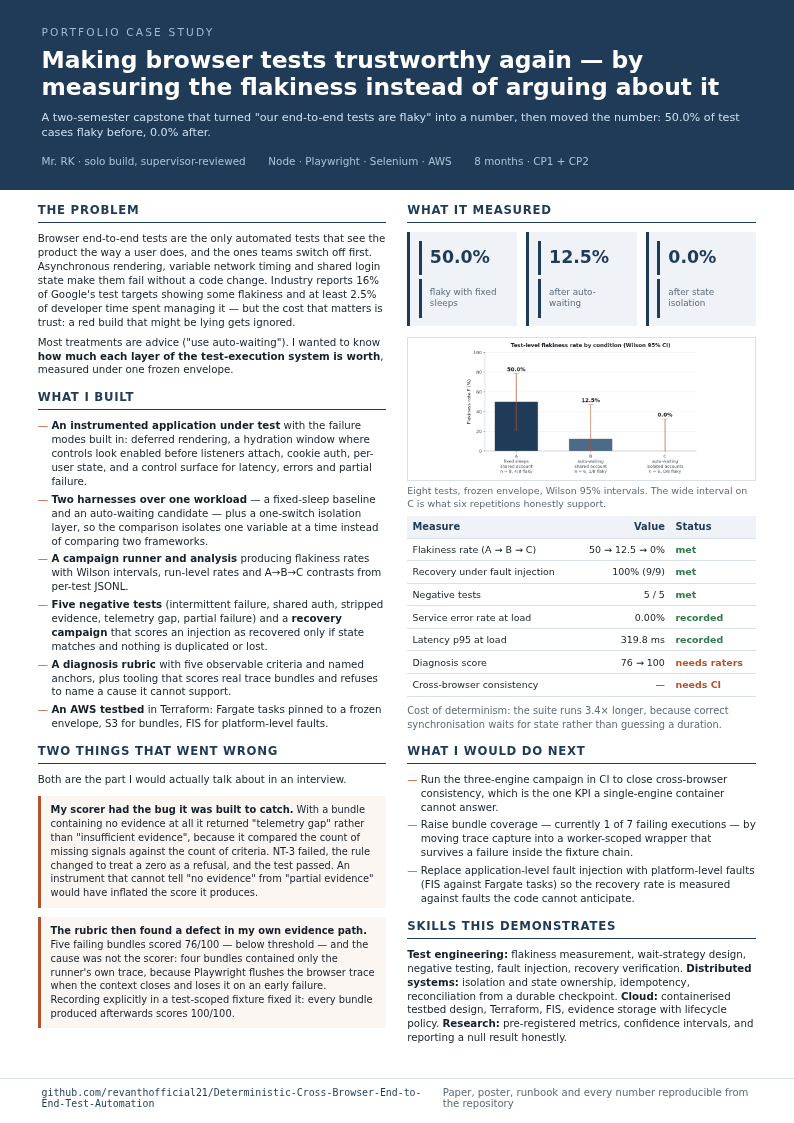 PORTFOLIO CASE STUDY
Making browser tests trustworthy again — by
measuring the flakiness instead of arguing about it
A two-semester capstone that turned "our end-to-end tests are flaky" into a number, then moved the number: 50.0% of test
cases flaky before, 0.0% after.
Mr. RK · solo build, supervisor-reviewed Node · Playwright · Selenium · AWS 8 months · CP1 + CP2
THE PROBLEM
Browser end-to-end tests are the only automated tests that see the
product the way a user does, and the ones teams switch off first.
Asynchronous rendering, variable network timing and shared login
state make them fail without a code change. Industry reports 16%
of Google's test targets showing some flakiness and at least 2.5%
of developer time spent managing it — but the cost that matters is
trust: a red build that might be lying gets ignored.
Most treatments are advice ("use auto-waiting"). I wanted to know
how much each layer of the test-execution system is worth,
measured under one frozen envelope.
WHAT I BUILT
— An instrumented application under test with the failure
modes built in: deferred rendering, a hydration window where
controls look enabled before listeners attach, cookie auth, per-
user state, and a control surface for latency, errors and partial
failure.
— Two harnesses over one workload — a fixed-sleep baseline
and an auto-waiting candidate — plus a one-switch isolation
layer, so the comparison isolates one variable at a time instead
of comparing two frameworks.
— A campaign runner and analysis producing flakiness rates
with Wilson intervals, run-level rates and A→B→C contrasts from
per-test JSONL.
— Five negative tests (intermittent failure, shared auth, stripped
evidence, telemetry gap, partial failure) and a recovery
campaign that scores an injection as recovered only if state
matches and nothing is duplicated or lost.
— A diagnosis rubric with five observable criteria and named
anchors, plus tooling that scores real trace bundles and refuses
to name a cause it cannot support.
— An AWS testbed in Terraform: Fargate tasks pinned to a frozen
envelope, S3 for bundles, FIS for platform-level faults.
TWO THINGS THAT WENT WRONG
Both are the part I would actually talk about in an interview.
My scorer had the bug it was built to catch. With a bundle
containing no evidence at all it returned "telemetry gap" rather
than "insufficient evidence", because it compared the count of
missing signals against the count of criteria. NT-3 failed, the rule
changed to treat a zero as a refusal, and the test passed. An
instrument that cannot tell "no evidence" from "partial evidence"
would have inflated the score it produces.
The rubric then found a defect in my own evidence path.
Five failing bundles scored 76/100 — below threshold — and the
cause was not the scorer: four bundles contained only the
runner's own trace, because Playwright flushes the browser trace
when the context closes and loses it on an early failure.
Recording explicitly in a test-scoped fixture fixed it: every bundle
produced afterwards scores 100/100.
WHAT IT MEASURED
50.0%
flaky with fixed
sleeps
12.5%
after auto-
waiting
0.0%
after state
isolation
Test-level flakiness rate by condition (Wilson 95% CI)
Flakiness rate F (%)
100
80
60
40
20
0
50.0%
12.5%
0.0%
A
fixed sleeps
shared account
n = 8, 4/8 flaky
B
auto-waiting
shared account
n = 8, 1/8 flaky
C
auto-waiting
isolated accounts
n = 8, 0/8 flaky
Eight tests, frozen envelope, Wilson 95% intervals. The wide interval on
C is what six repetitions honestly support.
Measure Value Status
Flakiness rate (A → B → C) 50 → 12.5 → 0% met
Recovery under fault injection 100% (9/9) met
Negative tests 5 / 5 met
Service error rate at load 0.00% recorded
Latency p95 at load 319.8 ms recorded
Diagnosis score 76 → 100 needs raters
Cross-browser consistency — needs CI
Cost of determinism: the suite runs 3.4× longer, because correct
synchronisation waits for state rather than guessing a duration.
WHAT I WOULD DO NEXT
— Run the three-engine campaign in CI to close cross-browser
consistency, which is the one KPI a single-engine container
cannot answer.
— Raise bundle coverage — currently 1 of 7 failing executions — by
moving trace capture into a worker-scoped wrapper that
survives a failure inside the fixture chain.
— Replace application-level fault injection with platform-level faults
(FIS against Fargate tasks) so the recovery rate is measured
against faults the code cannot anticipate.
SKILLS THIS DEMONSTRATES
Test engineering: flakiness measurement, wait-strategy design,
negative testing, fault injection, recovery verification. Distributed
systems: isolation and state ownership, idempotency,
reconciliation from a durable checkpoint. Cloud: containerised
testbed design, Terraform, FIS, evidence storage with lifecycle
policy. Research: pre-registered metrics, confidence intervals, and
reporting a null result honestly.
github.com/revanthofficial21/Deterministic-Cross-Browser-End-to-
End-Test-Automation
Paper, poster, runbook and every number reproducible from
the repository